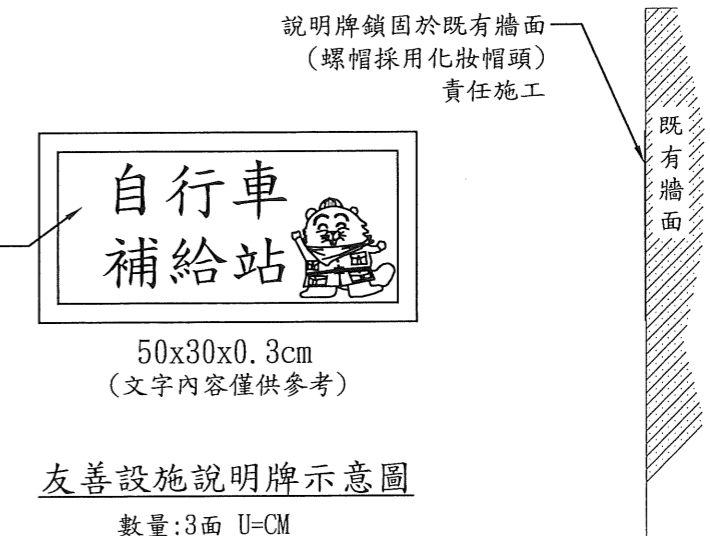 說明牌鎖固於既有牆面
(螺帽採用化妝帽頭)
責任施工
既有牆面
自行車
補給站
50x30x0.3cm
(文字內容僅供參考)
友善設施說明牌示意圖
數量:3面 U=CM